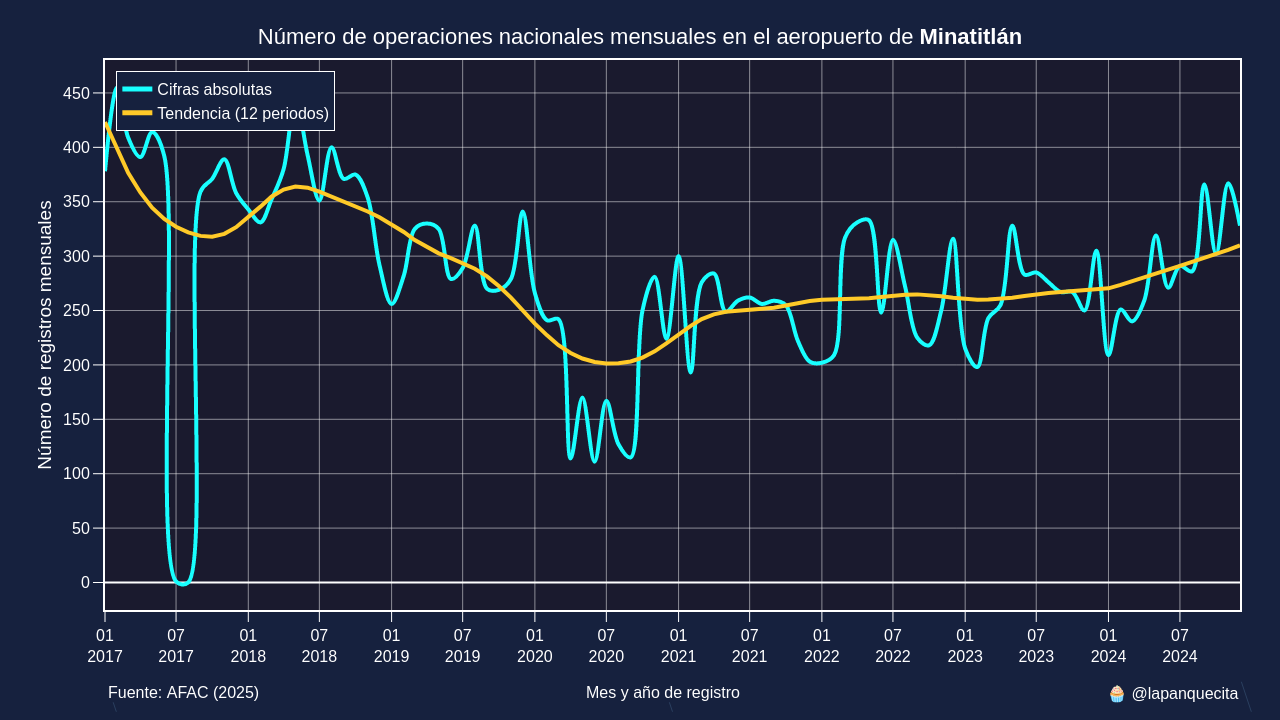 Número de operaciones nacionales mensuales en el aeropuerto de Minatitlán
Cifras absolutas
Tendencia (12 periodos)
Número de registros mensuales
450
400
350
300
250
200
150
100
50
0
01 07 01 07 01 07 01 07 01 07 01 07 01 07 01 07
2017 2017 2018 2018 2019 2019 2020 2020 2021 2021 2022 2022 2023 2023 2024 2024
Fuente: AFAC (2025) Mes y año de registro 🧁 @lapanquecita